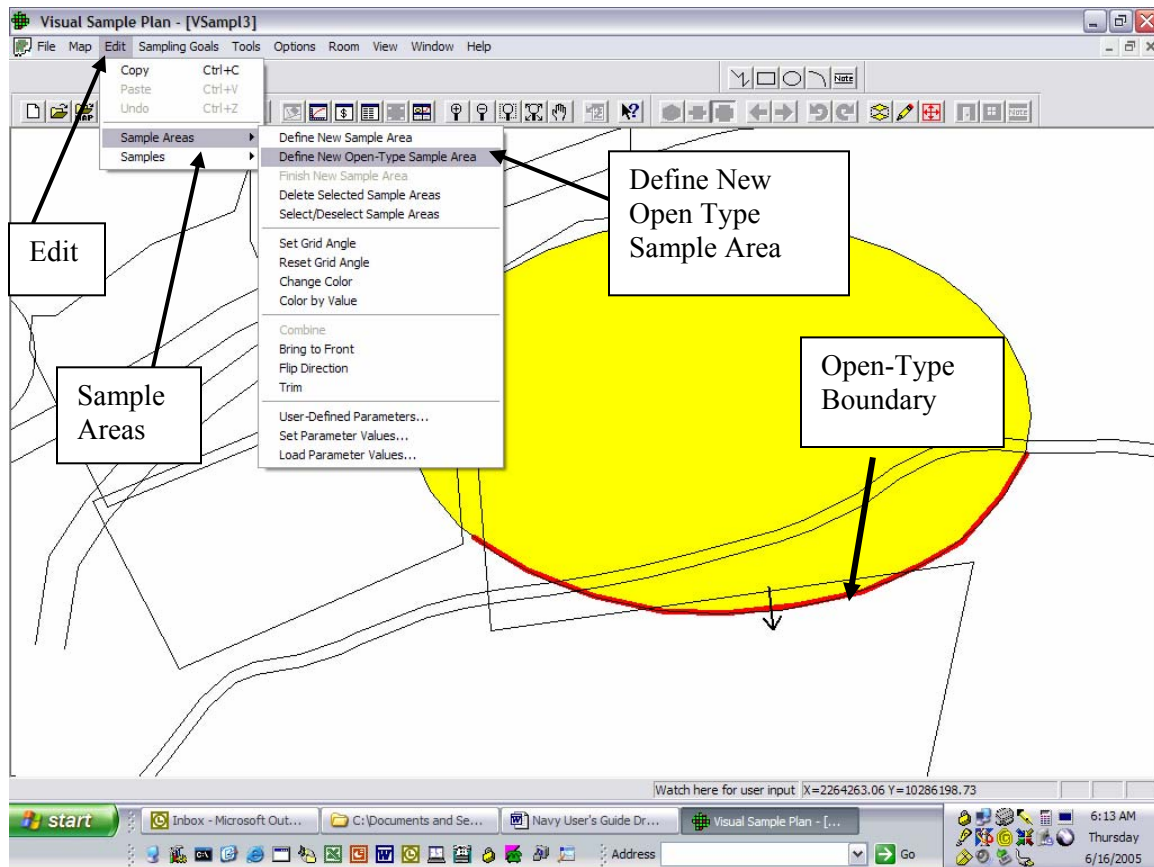 Visual Sample Plan - [VSampl3]
File Map Edit Sampling Goals Tools Options Room View Window Help
Copy Ctrl+C
Paste Ctrl+V
Undo Ctrl+Z
Sample Areas
Samples
Note
MAP
Note
Define New Sample Area
Define New Open-Type Sample Area
Finish New Sample Area
Delete Selected Sample Areas
Select/Deselect Sample Areas
Set Grid Angle
Reset Grid Angle
Change Color
Color by Value
Combine
Bring to Front
Flip Direction
Trim
User-Defined Parameters...
Set Parameter Values...
Load Parameter Values...
Define New
Open Type
Sample Area
Edit
Sample
Areas
Open-Type
Boundary
Watch here for user input X=2264263.06 Y=10286198.73
start
Inbox - Microsoft Out...
C:\Documents and Se...
Navy User's Guide Dr...
Visual Sample Plan - [...
6:13 AM
Thursday
6/16/2005
Address
Go